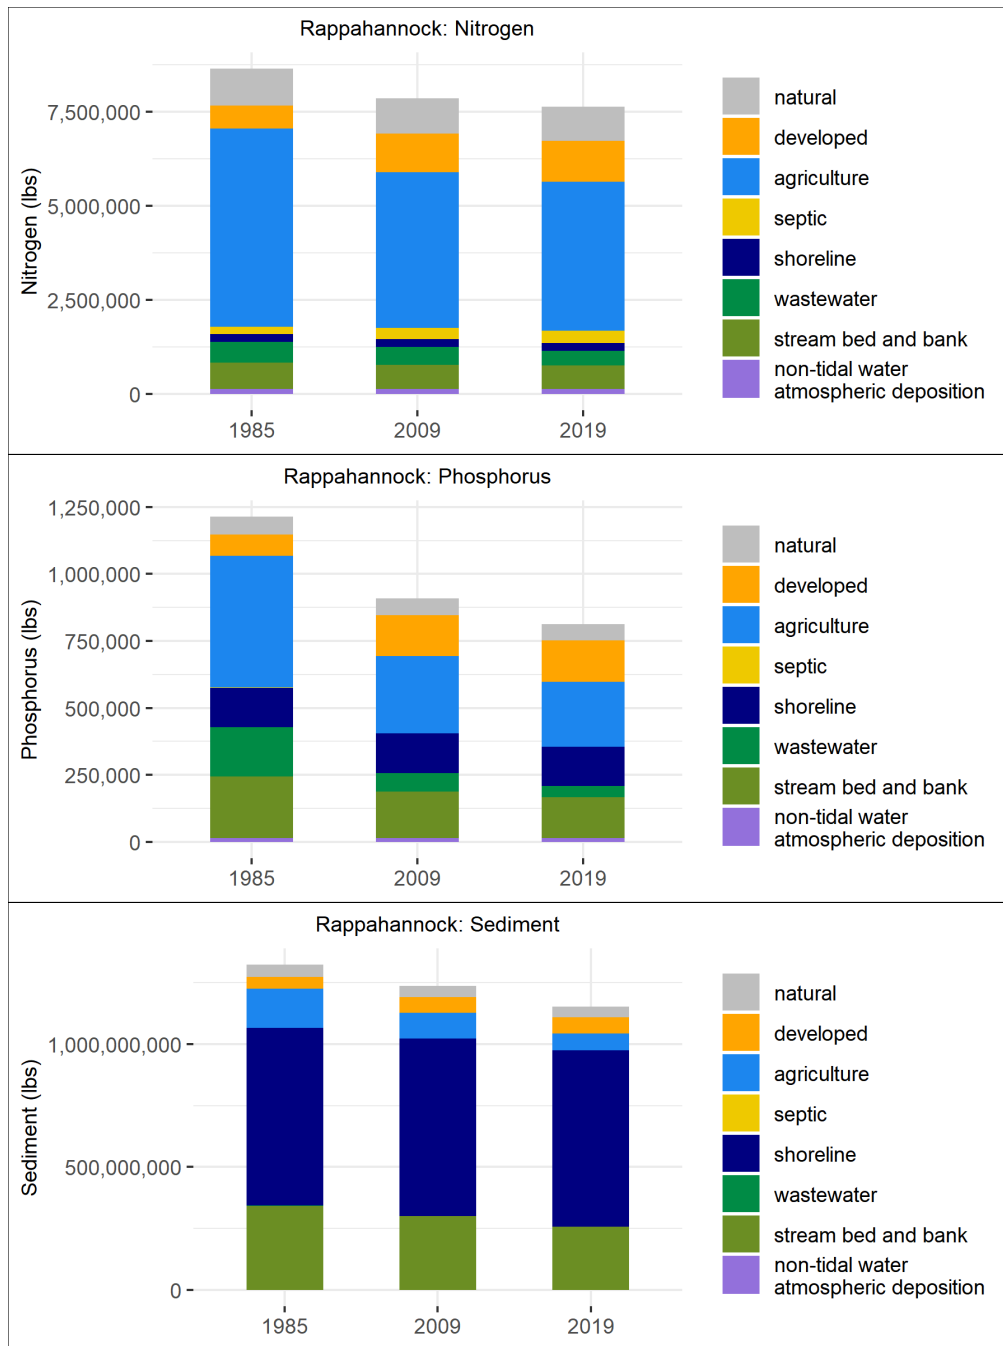 Rappahannock: Nitrogen
Nitrogen (lbs)
7,500,000
5,000,000
2,500,000
0
1985
2009
2019
natural
developed
agriculture
septic
shoreline
wastewater
stream bed and bank
non-tidal water
atmospheric deposition
Rappahannock: Phosphorus
Phosphorus (lbs)
1,250,000
1,000,000
750,000
500,000
250,000
0
1985
2009
2019
natural
developed
agriculture
septic
shoreline
wastewater
stream bed and bank
non-tidal water
atmospheric deposition
Rappahannock: Sediment
Sediment (lbs)
1,000,000,000
500,000,000
0
1985
2009
2019
natural
developed
agriculture
septic
shoreline
wastewater
stream bed and bank
non-tidal water
atmospheric deposition